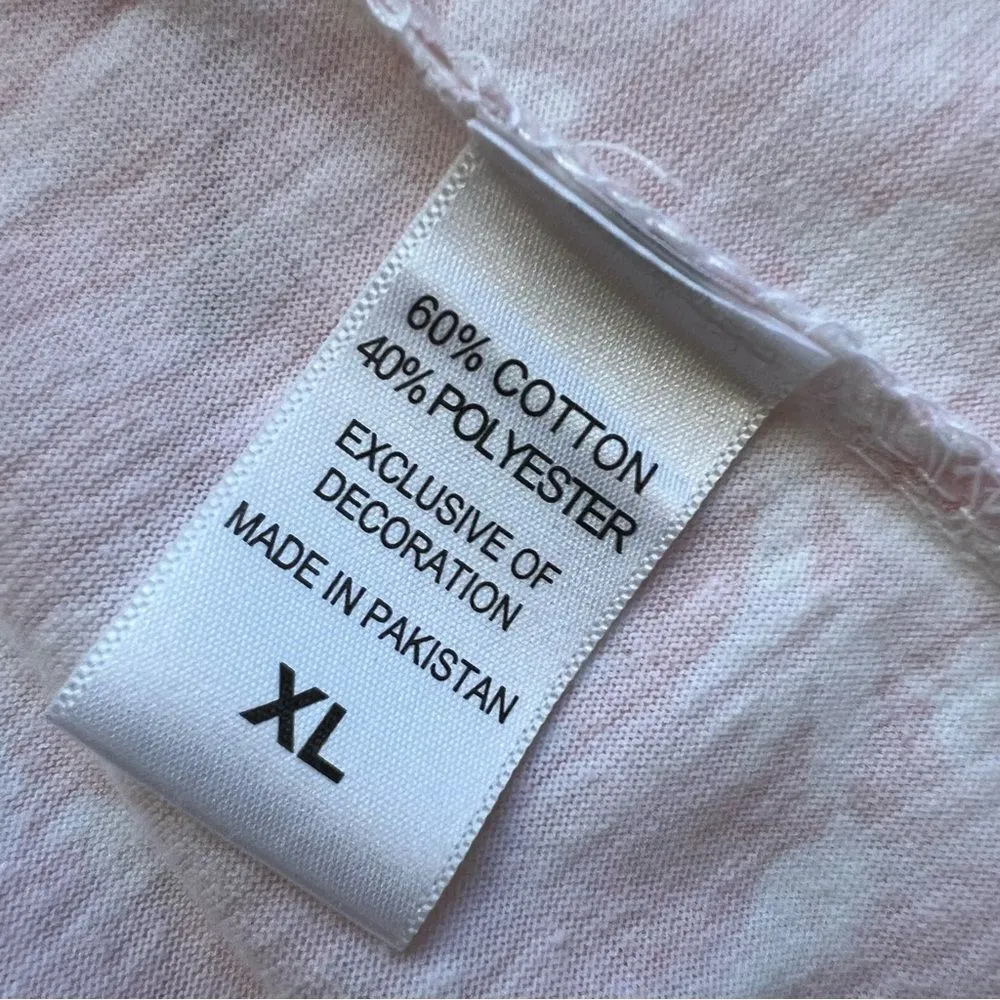 60% COTTON
40% POLYESTER
EXCLUSIVE OF
DECORATION
MADE IN PAKISTAN
XL